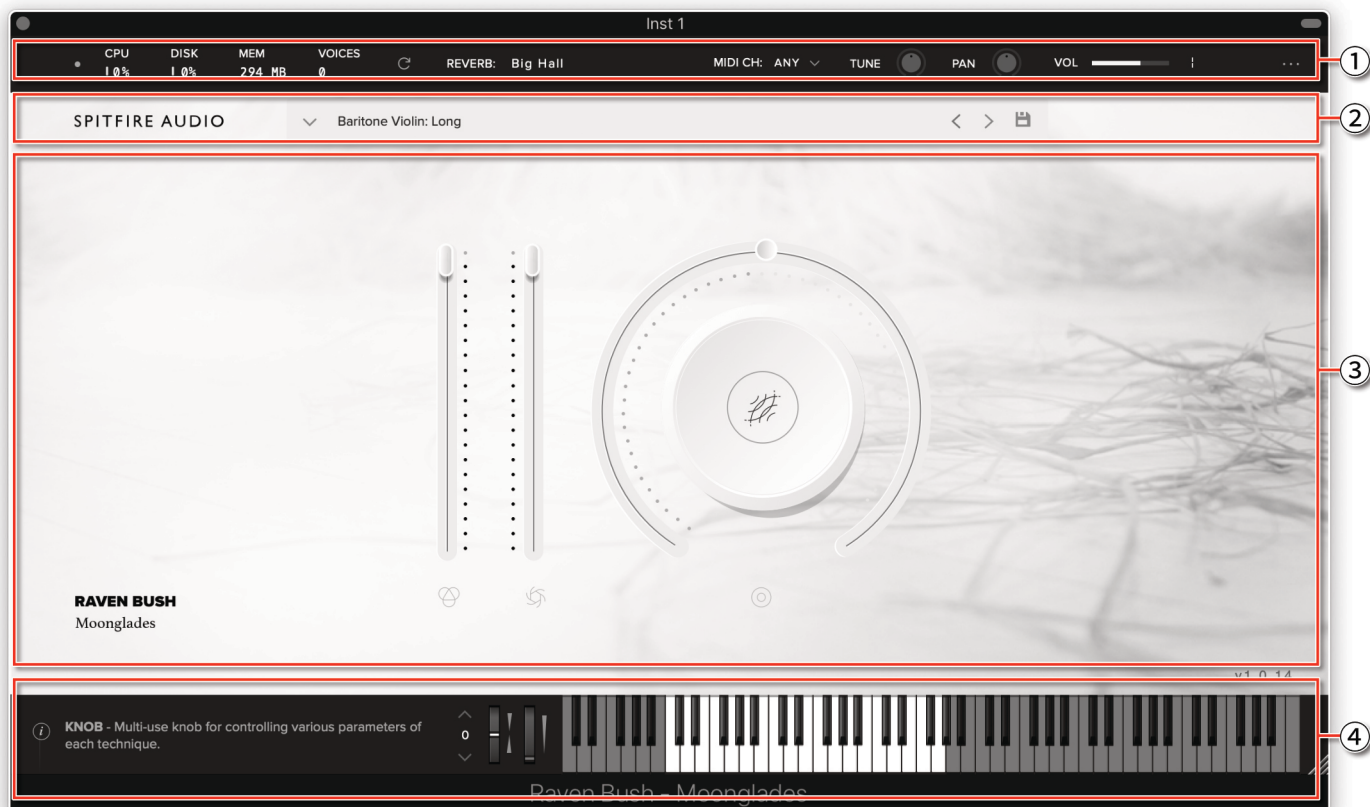 Inst 1
CPU DISK MEM VOICES
10% 10% 294 MB 0
REVERB: Big Hall MIDI CH: ANY TUNE PAN VOL ...
1
SPITFIRE AUDIO Baritone Violin: Long
2
3
RAVEN BUSH
Moonglades
v1.0.14
i KNOB - Multi-use knob for controlling various parameters of
each technique.
0
4
Raven Bush - Moonglades